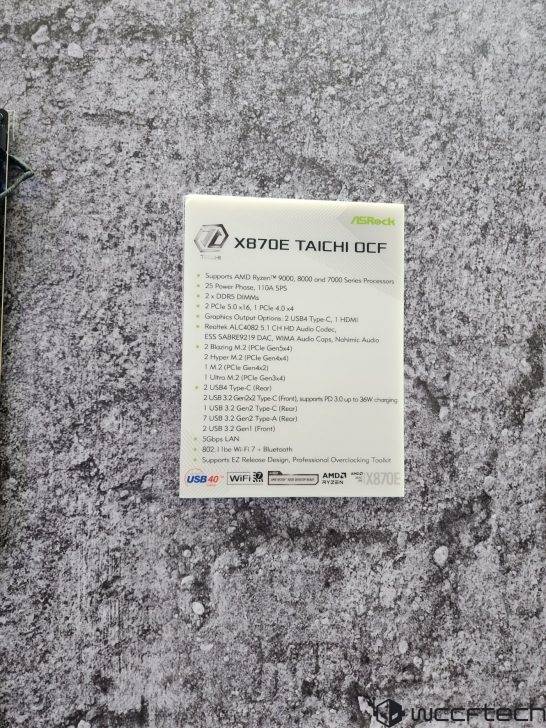 ASRock
TAICHI
X870E TAICHI OCF
Supports AMD Ryzen™ 9000, 8000 and 7000 Series Processors
25 Power Phase, 110A SPS
2 x DDR5 DIMMs
2 PCIe 5.0 x16, 1 PCIe 4.0 x4
Graphics Output Options: 2 USB4 Type-C, 1 HDMI
Realtek ALC4082 5.1 CH HD Audio Codec,
ESS SABRE9219 DAC, WIMA Audio Caps, Nahimic Audio
2 Blazing M.2 (PCIe Gen5x4)
2 Hyper M.2 (PCIe Gen4x4)
1 M.2 (PCIe Gen4x2)
1 Ultra M.2 (PCIe Gen3x4)
2 USB4 Type-C (Rear)
2 USB 3.2 Gen2x2 Type-C (Front), supports PD 3.0 up to 36W charging
1 USB 3.2 Gen2 Type-C (Rear)
7 USB 3.2 Gen2 Type-A (Rear)
2 USB 3.2 Gen1 (Front)
5Gbps LAN
802.11be Wi-Fi 7 + Bluetooth
Supports EZ Release Design, Professional Overclocking Toolkit
USB 40
WiFi 7
AMD RYZEN
AMD
X870E
wccftech